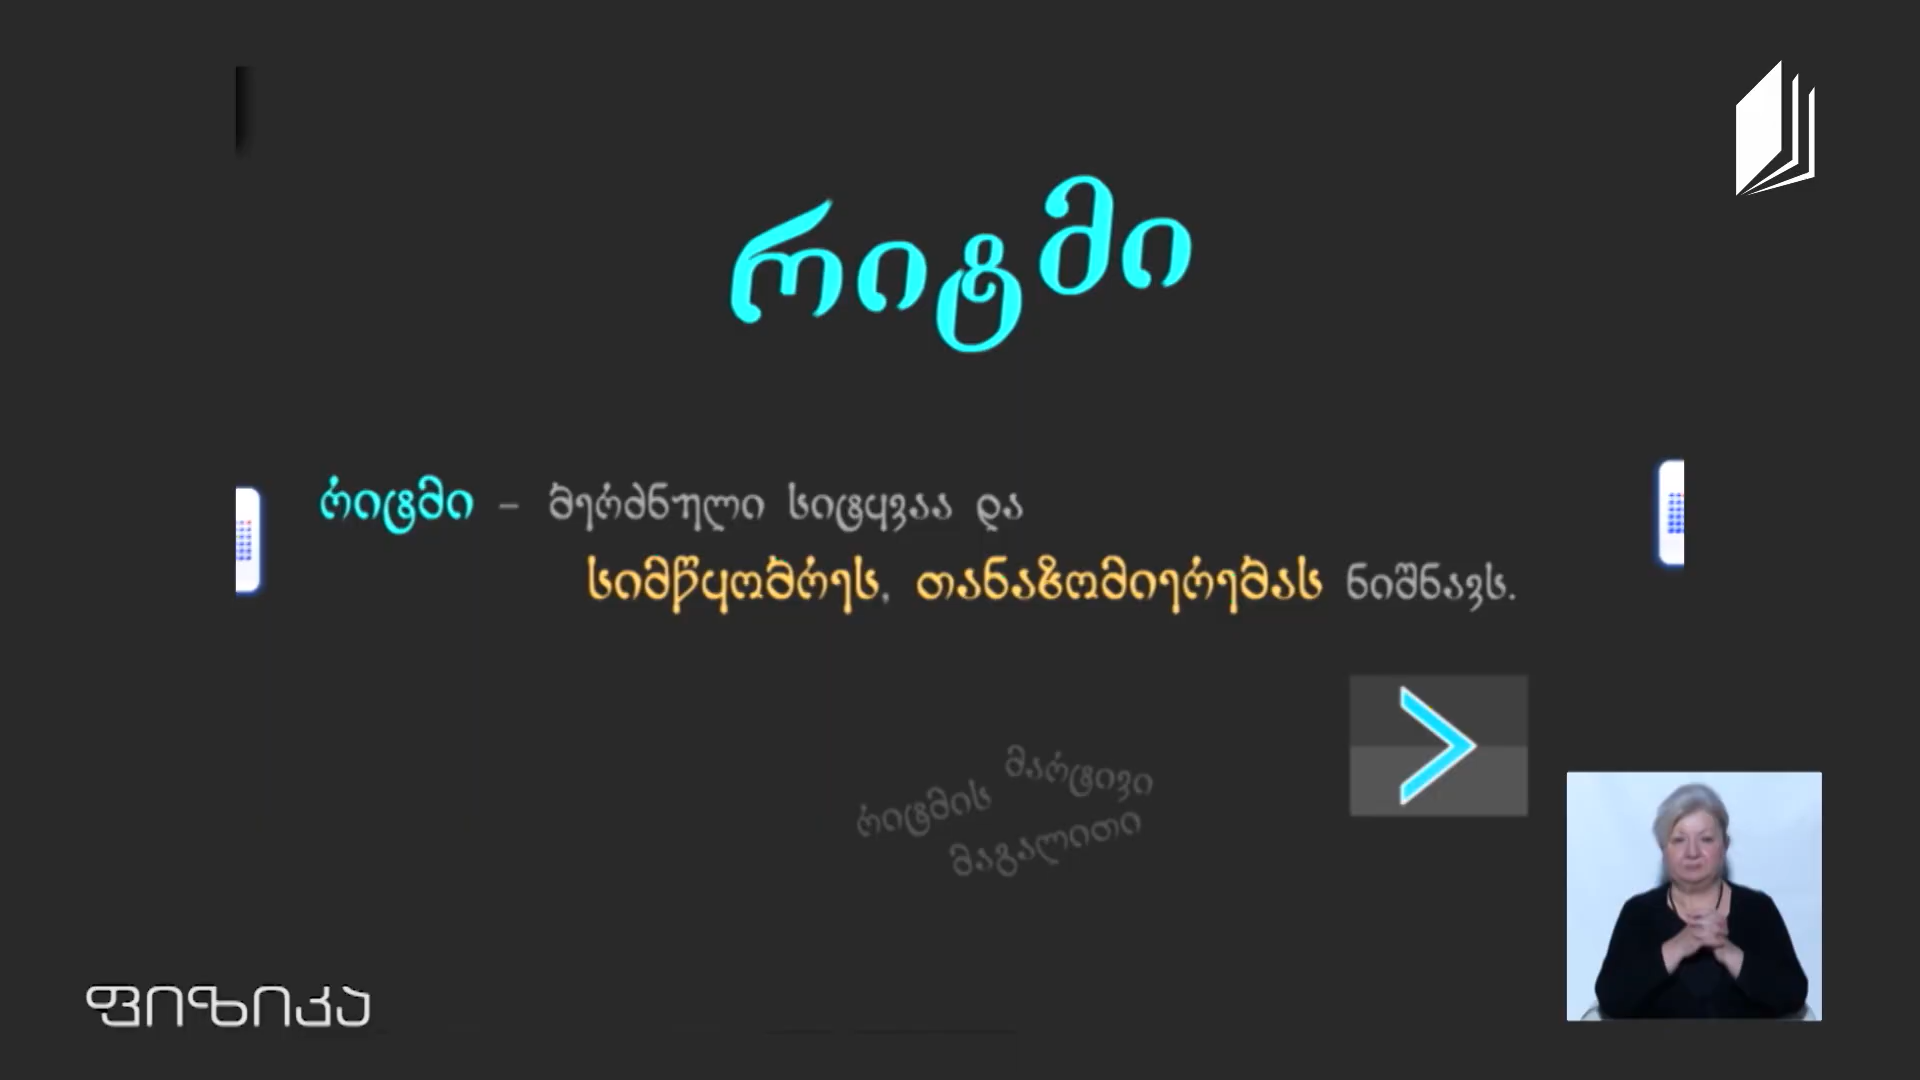 რიტმი
რიტმი – ბერძნული სიტყვაა და
სიმწყობრეს, თანაზომიერებას ნიშნავს.
რიტმის მარტივი
მაგალითი
ფიზიკა